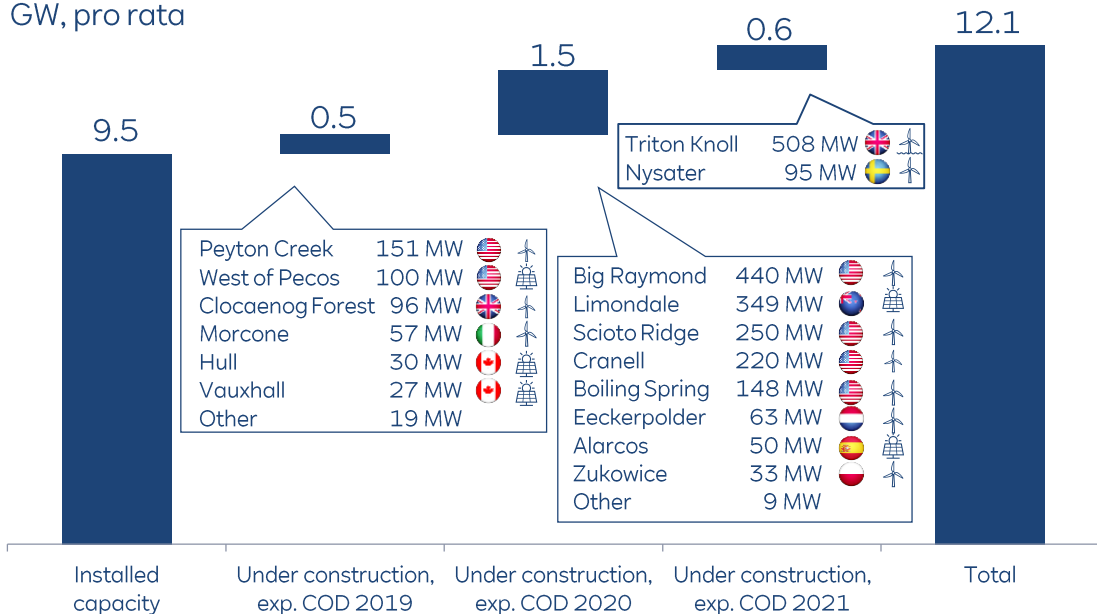 GW, pro rata
9.5
0.5
1.5
0.6
12.1
Peyton Creek 151 MW
West of Pecos 100 MW
Clocaenog Forest 96 MW
Morcone 57 MW
Hull 30 MW
Vauxhall 27 MW
Other 19 MW
Big Raymond 440 MW
Limondale 349 MW
Scioto Ridge 250 MW
Cranell 220 MW
Boiling Spring 148 MW
Eeckerpolder 63 MW
Alarcos 50 MW
Zukowice 33 MW
Other 9 MW
Triton Knoll 508 MW
Nysater 95 MW
Installed
capacity
Under construction,
exp. COD 2019
Under construction,
exp. COD 2020
Under construction,
exp. COD 2021
Total